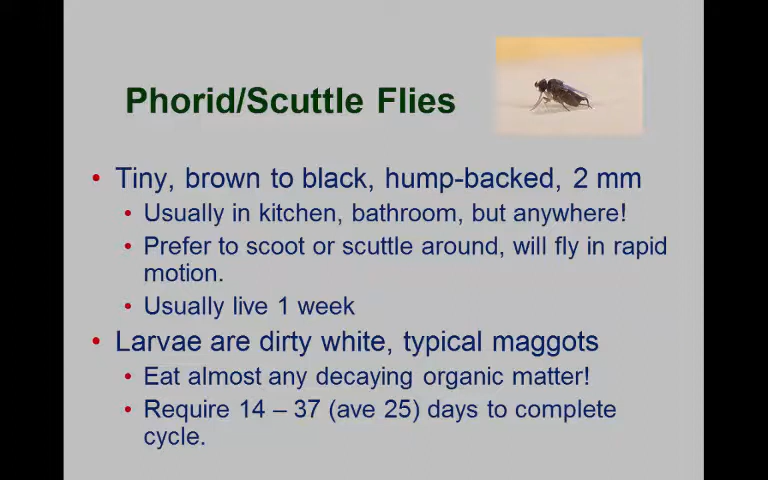 Phorid/Scuttle Flies
• Tiny, brown to black, hump-backed, 2 mm
• Usually in kitchen, bathroom, but anywhere!
• Prefer to scoot or scuttle around, will fly in rapid
motion.
• Usually live 1 week
• Larvae are dirty white, typical maggots
• Eat almost any decaying organic matter!
• Require 14 – 37 (ave 25) days to complete
cycle.